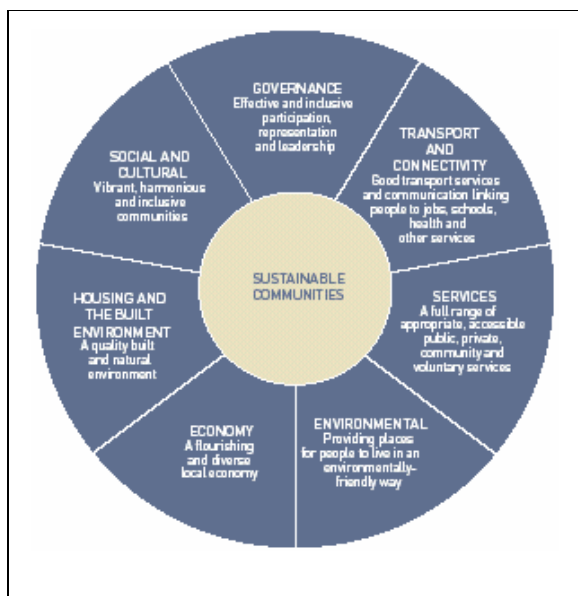 GOVERNANCE
Effective and inclusive
participation,
representation
and leadership
TRANSPORT
AND
CONNECTIVITY
Good transport services
and communication linking
people to jobs, schools,
health and
other services
SERVICES
A full range of
appropriate, accessible
public, private,
community and
voluntary services
ENVIRONMENTAL
Providing places
for people to live in an
environmentally-
friendly way
ECONOMY
A flourishing
and diverse
local economy
HOUSING AND
THE BUILT
ENVIRONMENT
A quality built
and natural
environment
SOCIAL AND
CULTURAL
Vibrant, harmonious
and inclusive
communities
SUSTAINABLE
COMMUNITIES